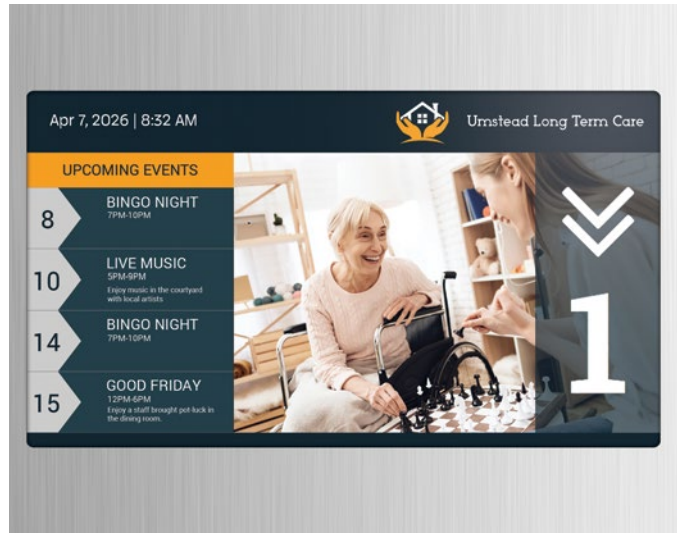 Apr 7, 2026 | 8:32 AM
Umstead Long Term Care
UPCOMING EVENTS
8
BINGO NIGHT
7PM-10PM
10
LIVE MUSIC
5PM-9PM
Enjoy music in the courtyard
with local artists
14
BINGO NIGHT
7PM-10PM
15
GOOD FRIDAY
12PM-6PM
Enjoy a staff brought pot-luck in
the dining room.
1